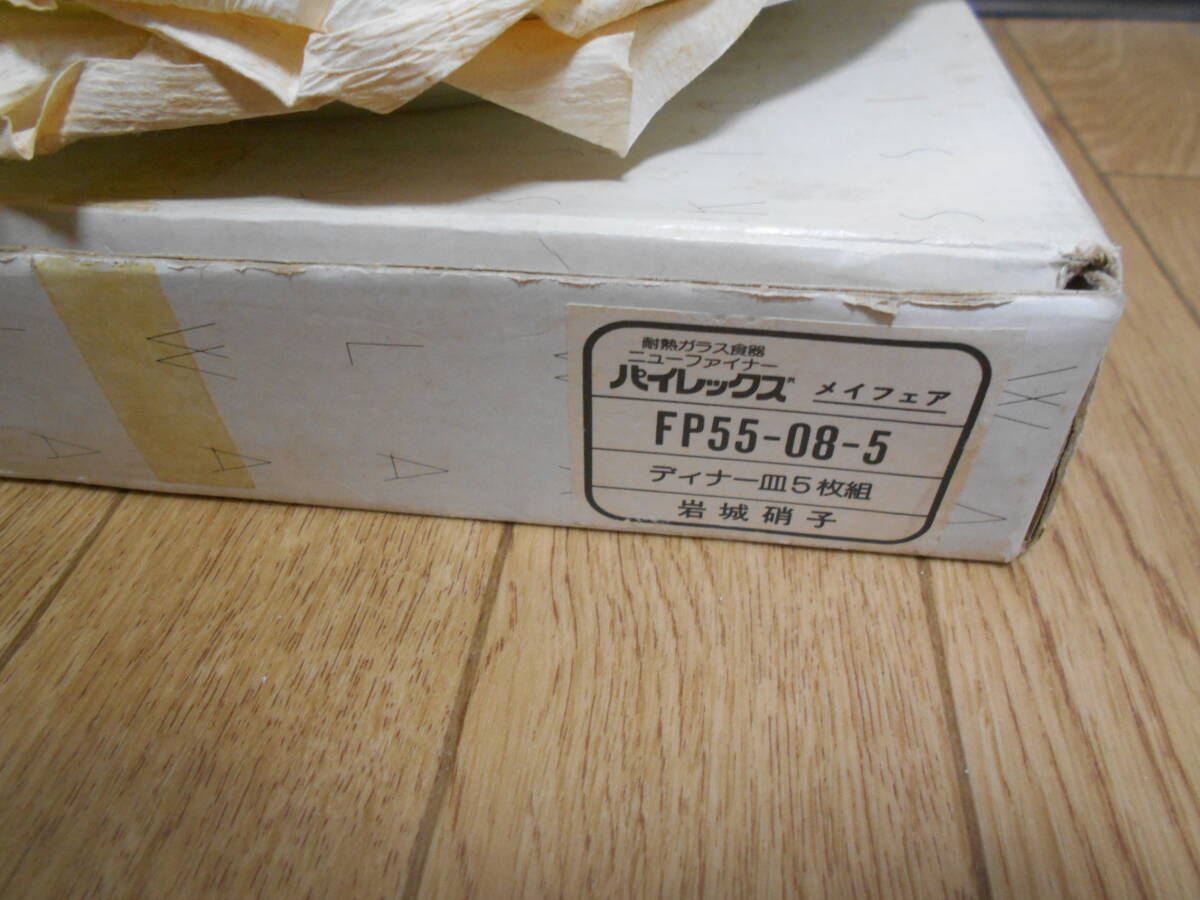 耐熱ガラス食器
ニューファイナー
パイレックス® メイフェア
FP55-08-5
ディナー皿5枚組
岩城硝子